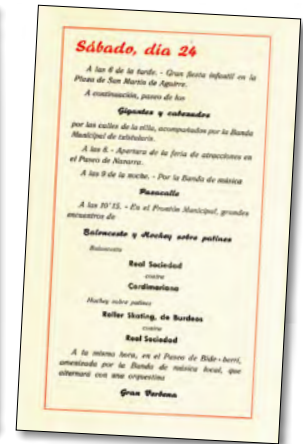 Sábado, día 24
A las 6 de la tarde. - Gran fiesta infantil en la
Plaza de San Martín de Aguirre.
A continuación, paseo de los
Gigantes y cabezudos
por las calles de la villa, acompañados por la Banda
Municipal de txistularis.
A las 8. - Apertura de la feria de atracciones en
el Paseo de Navarra.
A las 9 de la noche. - Por la Banda de música
Pasacalle
A las 10'15. - En el Frontón Municipal, grandes
encuentros de
Baloncesto y Hockey sobre patines
Baloncesto
Real Sociedad
contra
Cordimariana
Hockey sobre patines
Roller Skating, de Burdeos
contra
Real Sociedad
A la misma hora, en el Paseo de Bide-berri,
amenizada por la Banda de música local, que
alternará con una orquestina
Gran Verbena